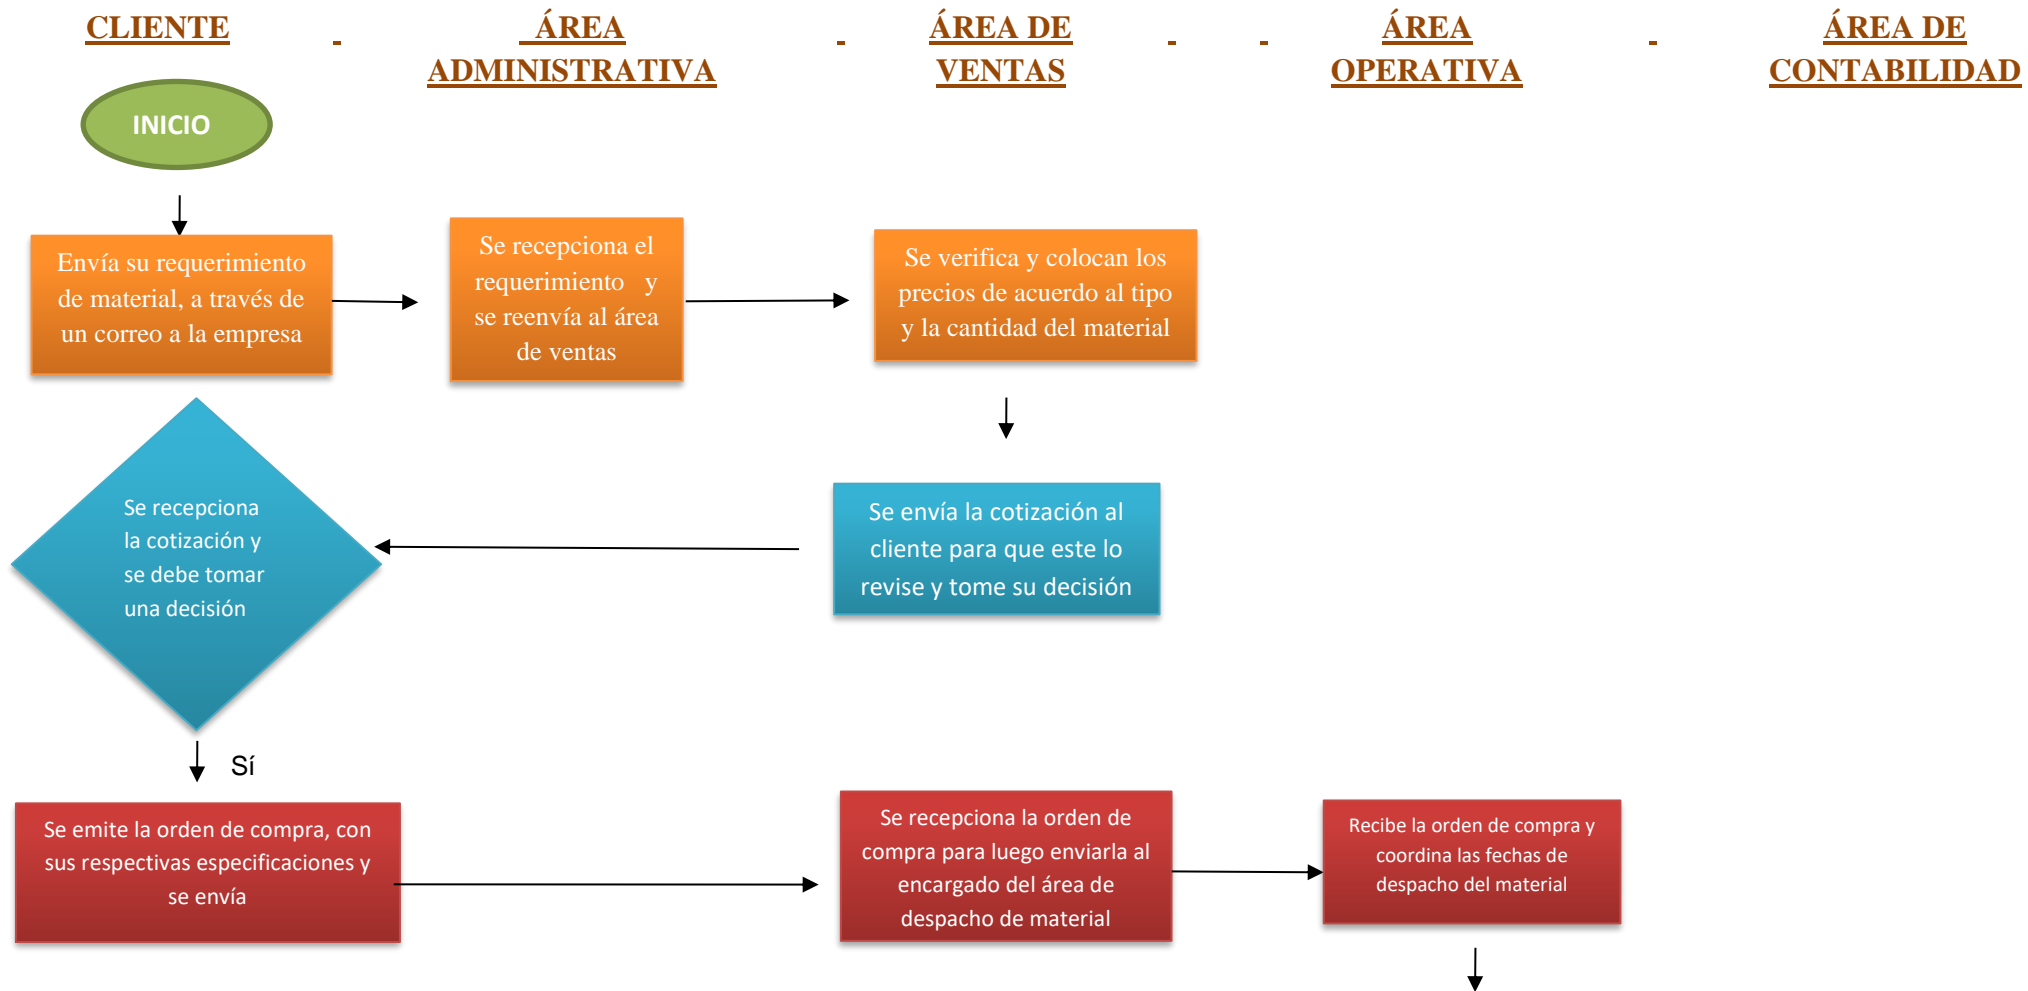 CLIENTE
ÁREA
ADMINISTRATIVA
ÁREA DE
VENTAS
ÁREA
OPERATIVA
ÁREA DE
CONTABILIDAD
INICIO
Envía su requerimiento
de material, a través de
un correo a la empresa
Se recepciona el
requerimiento y
se reenvía al área
de ventas
Se verifica y colocan los
precios de acuerdo al tipo
y la cantidad del material
Se envía la cotización al
cliente para que este lo
revise y tome su decisión
Se recepciona
la cotización y
se debe tomar
una decisión
Sí
Se emite la orden de compra, con
sus respectivas especificaciones y
se envía
Se recepciona la orden de
compra para luego enviarla al
encargado del área de
despacho de material
Recibe la orden de compra y
coordina las fechas de
despacho del material